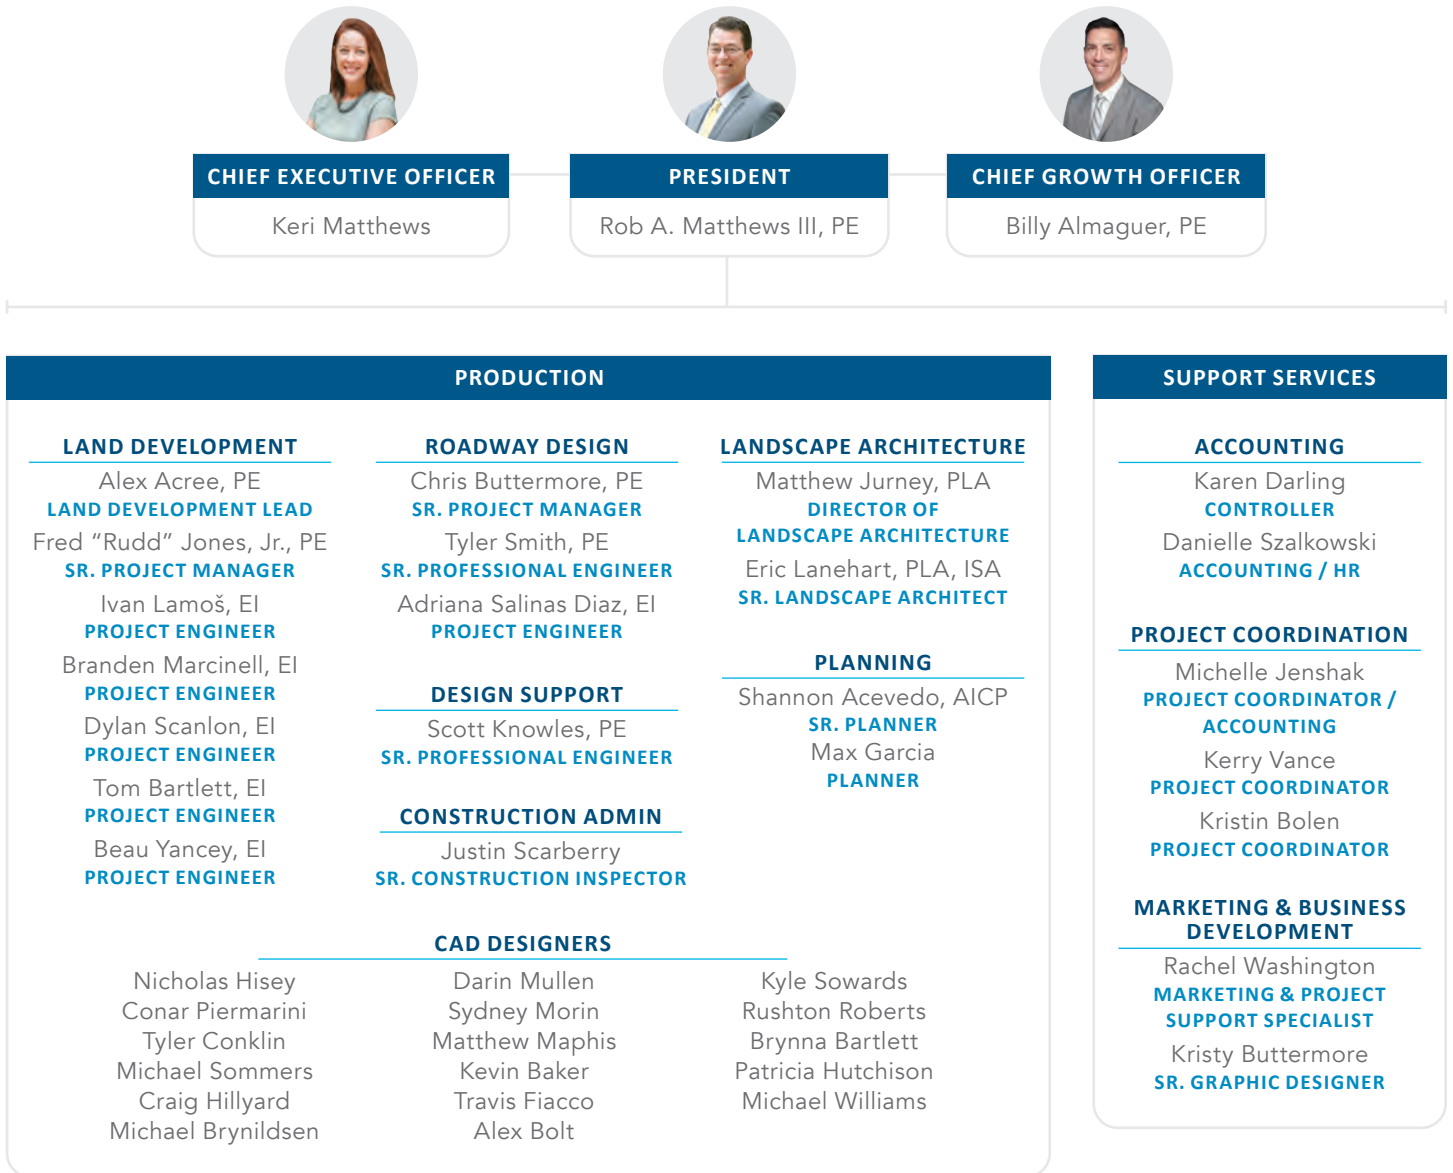 CHIEF EXECUTIVE OFFICER
Keri Matthews
PRESIDENT
Rob A. Matthews III, PE
CHIEF GROWTH OFFICER
Billy Almaguer, PE
PRODUCTION
LAND DEVELOPMENT
Alex Acree, PE
LAND DEVELOPMENT LEAD
Fred “Rudd” Jones, Jr., PE
SR. PROJECT MANAGER
Ivan Lamoš, EI
PROJECT ENGINEER
Branden Marcinell, EI
PROJECT ENGINEER
Dylan Scanlon, EI
PROJECT ENGINEER
Tom Bartlett, EI
PROJECT ENGINEER
Beau Yancey, EI
PROJECT ENGINEER
ROADWAY DESIGN
Chris Buttermore, PE
SR. PROJECT MANAGER
Tyler Smith, PE
SR. PROFESSIONAL ENGINEER
Adriana Salinas Diaz, EI
PROJECT ENGINEER
DESIGN SUPPORT
Scott Knowles, PE
SR. PROFESSIONAL ENGINEER
CONSTRUCTION ADMIN
Justin Scarberry
SR. CONSTRUCTION INSPECTOR
LANDSCAPE ARCHITECTURE
Matthew Jurney, PLA
DIRECTOR OF
LANDSCAPE ARCHITECTURE
Eric Lanehart, PLA, ISA
SR. LANDSCAPE ARCHITECT
PLANNING
Shannon Acevedo, AICP
SR. PLANNER
Max Garcia
PLANNER
CAD DESIGNERS
Nicholas Hisey
Conar Piermarini
Tyler Conklin
Michael Sommers
Craig Hillyard
Michael Brynildsen
Darin Mullen
Sydney Morin
Matthew Maphis
Kevin Baker
Travis Fiacco
Alex Bolt
Kyle Sowards
Rushton Roberts
Brynna Bartlett
Patricia Hutchison
Michael Williams
SUPPORT SERVICES
ACCOUNTING
Karen Darling
CONTROLLER
Danielle Szalkowski
ACCOUNTING / HR
PROJECT COORDINATION
Michelle Jenshak
PROJECT COORDINATOR /
ACCOUNTING
Kerry Vance
PROJECT COORDINATOR
Kristin Bolen
PROJECT COORDINATOR
MARKETING & BUSINESS
DEVELOPMENT
Rachel Washington
MARKETING & PROJECT
SUPPORT SPECIALIST
Kristy Buttermore
SR. GRAPHIC DESIGNER